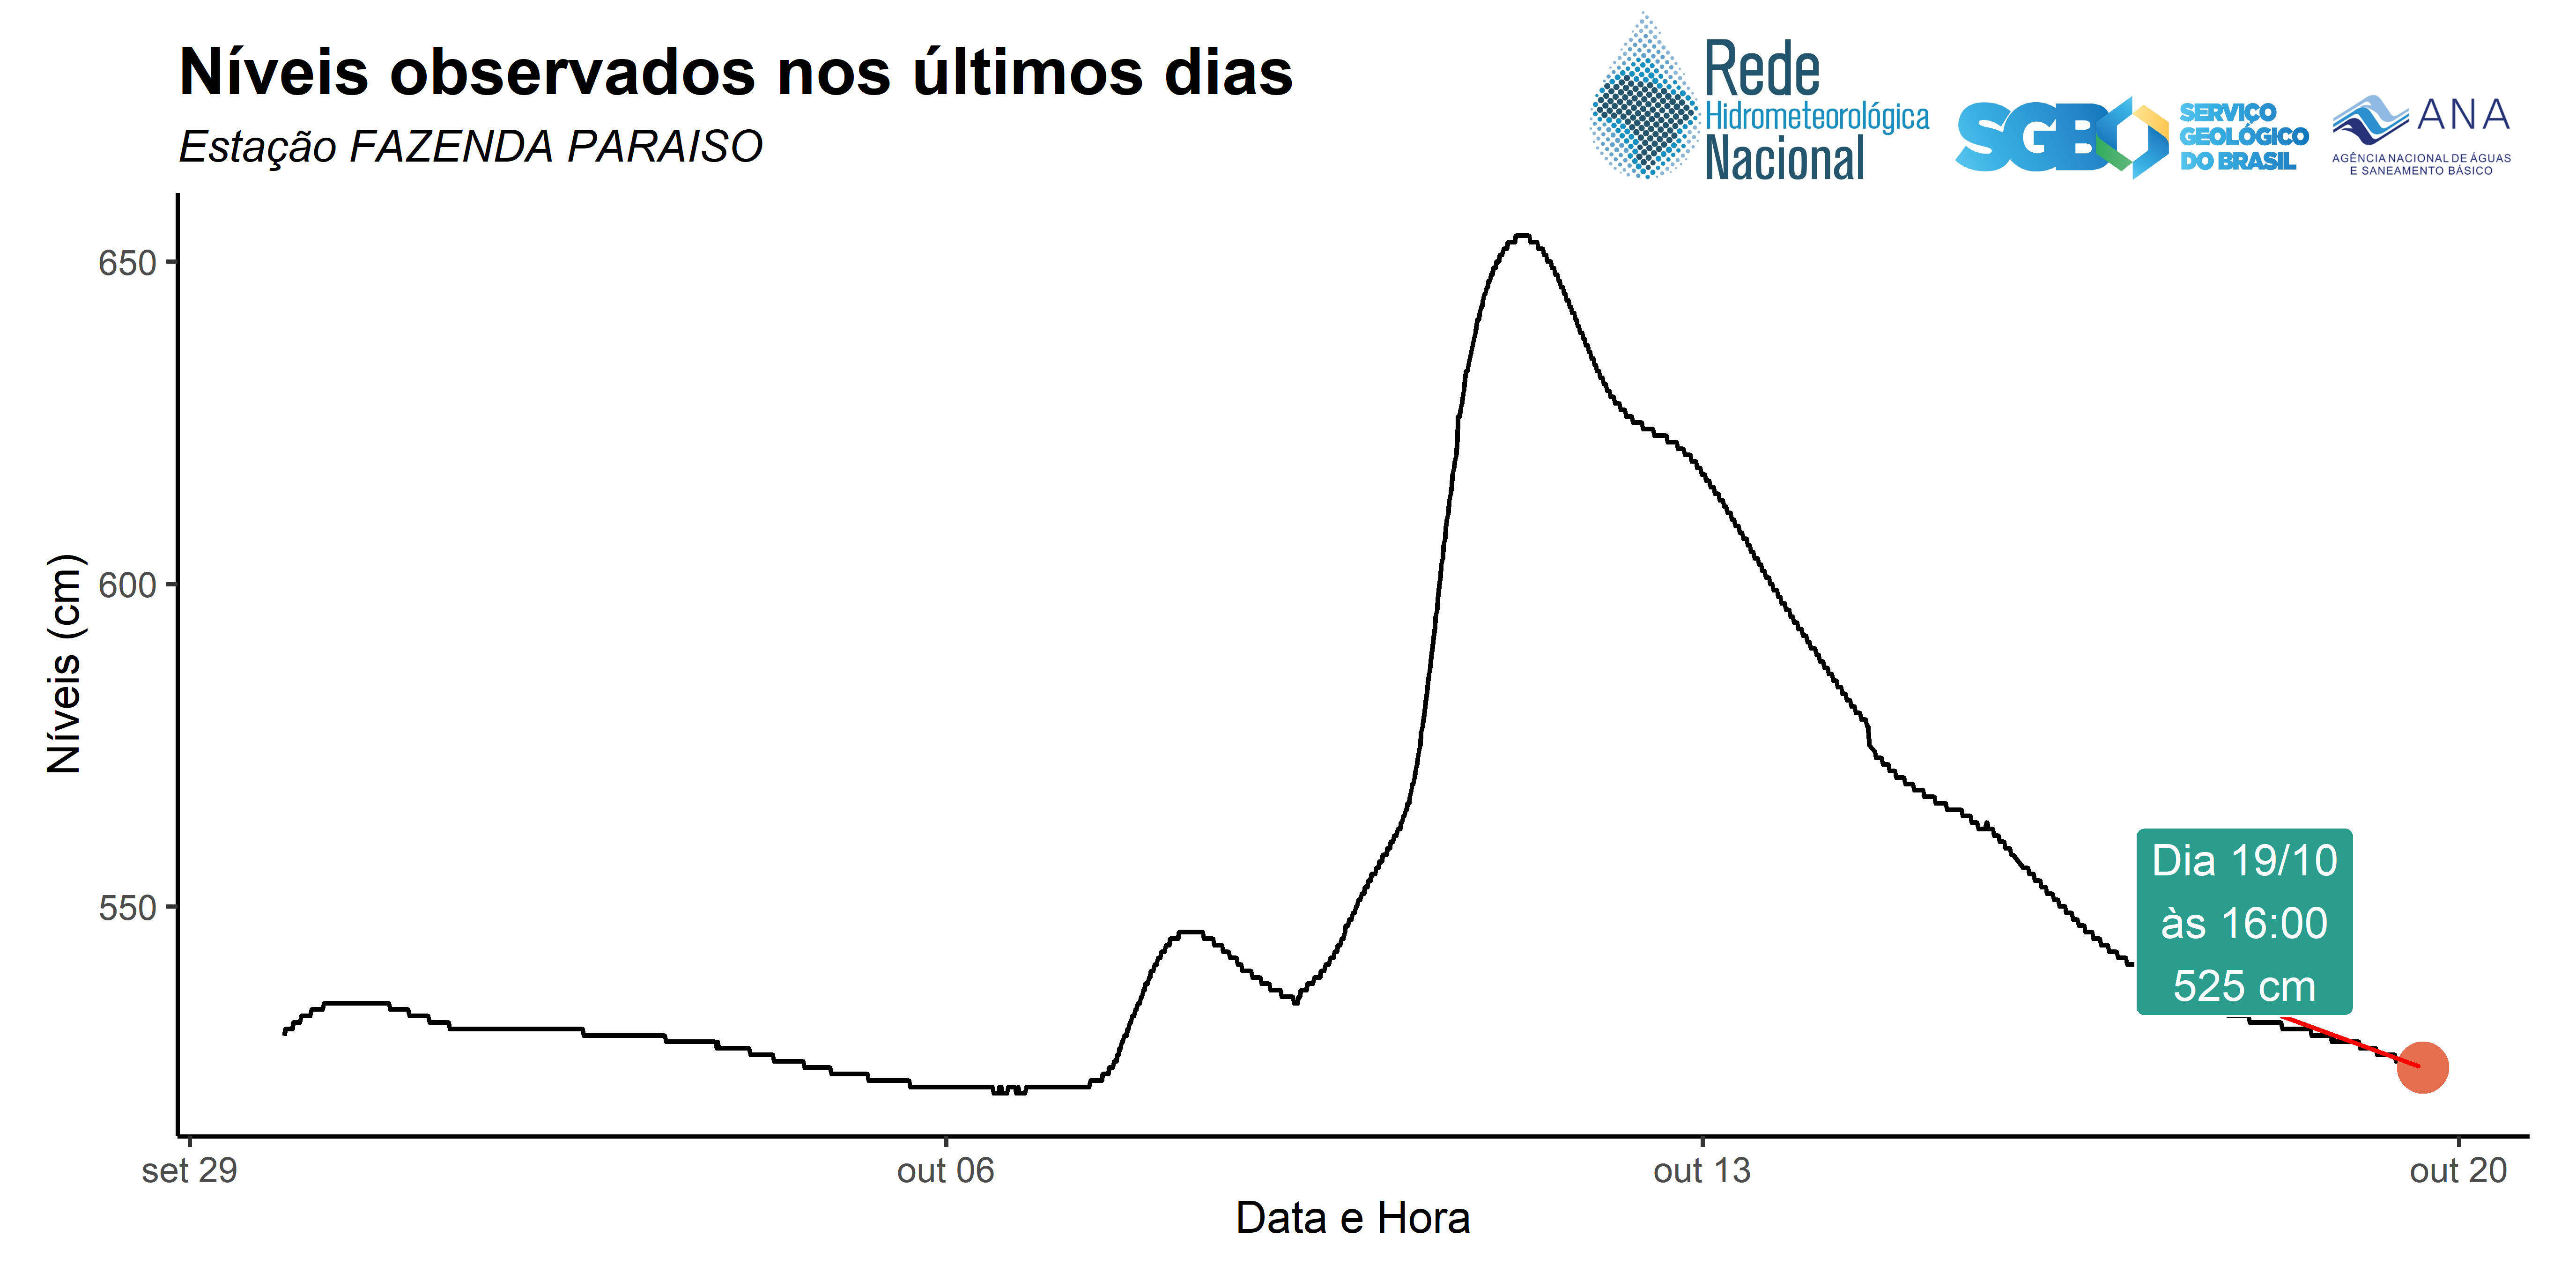 Níveis observados nos últimos dias
Estação FAZENDA PARAISO
Rede
Hidrometeorológica
Nacional
SGB
SERVIÇO
GEOLÓGICO
DO BRASIL
ANA
AGÊNCIA NACIONAL DE ÁGUAS
E SANEAMENTO BÁSICO
Níveis (cm)
650
600
550
Dia 19/10
às 16:00
525 cm
set 29
out 06
out 13
out 20
Data e Hora